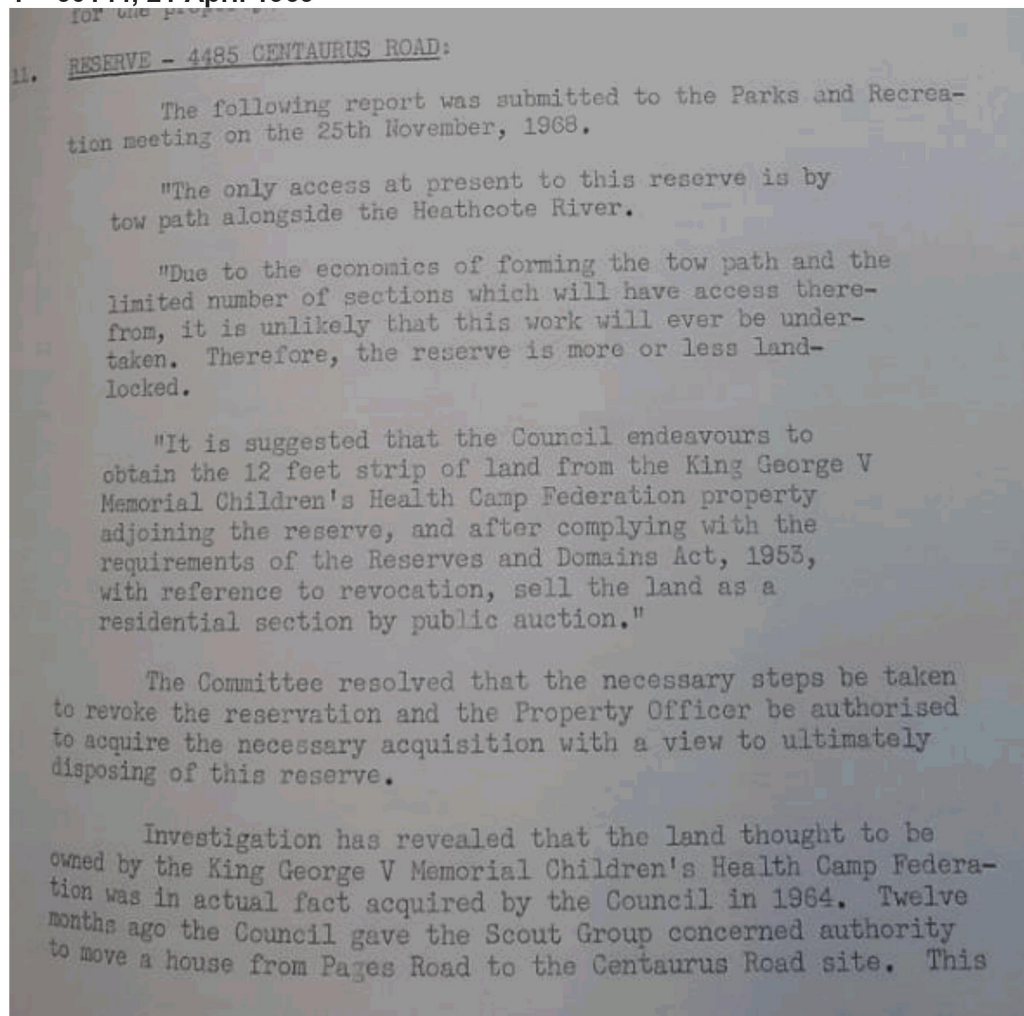 11. RESERVE - 4485 CENTAURUS ROAD:
The following report was submitted to the Parks and Recrea-
tion meeting on the 25th November, 1968.
"The only access at present to this reserve is by
tow path alongside the Heathcote River.
"Due to the economics of forming the tow path and the
limited number of sections which will have access there-
from, it is unlikely that this work will ever be under-
taken. Therefore, the reserve is more or less land-
locked.
"It is suggested that the Council endeavours to
obtain the 12 feet strip of land from the King George V
Memorial Children's Health Camp Federation property
adjoining the reserve, and after complying with the
requirements of the Reserves and Domains Act, 1953,
with reference to revocation, sell the land as a
residential section by public auction."
The Committee resolved that the necessary steps be taken
to revoke the reservation and the Property Officer be authorised
to acquire the necessary acquisition with a view to ultimately
disposing of this reserve.
Investigation has revealed that the land thought to be
owned by the King George V Memorial Children's Health Camp Federa-
tion was in actual fact acquired by the Council in 1964. Twelve
months ago the Council gave the Scout Group concerned authority
to move a house from Pages Road to the Centaurus Road site. This